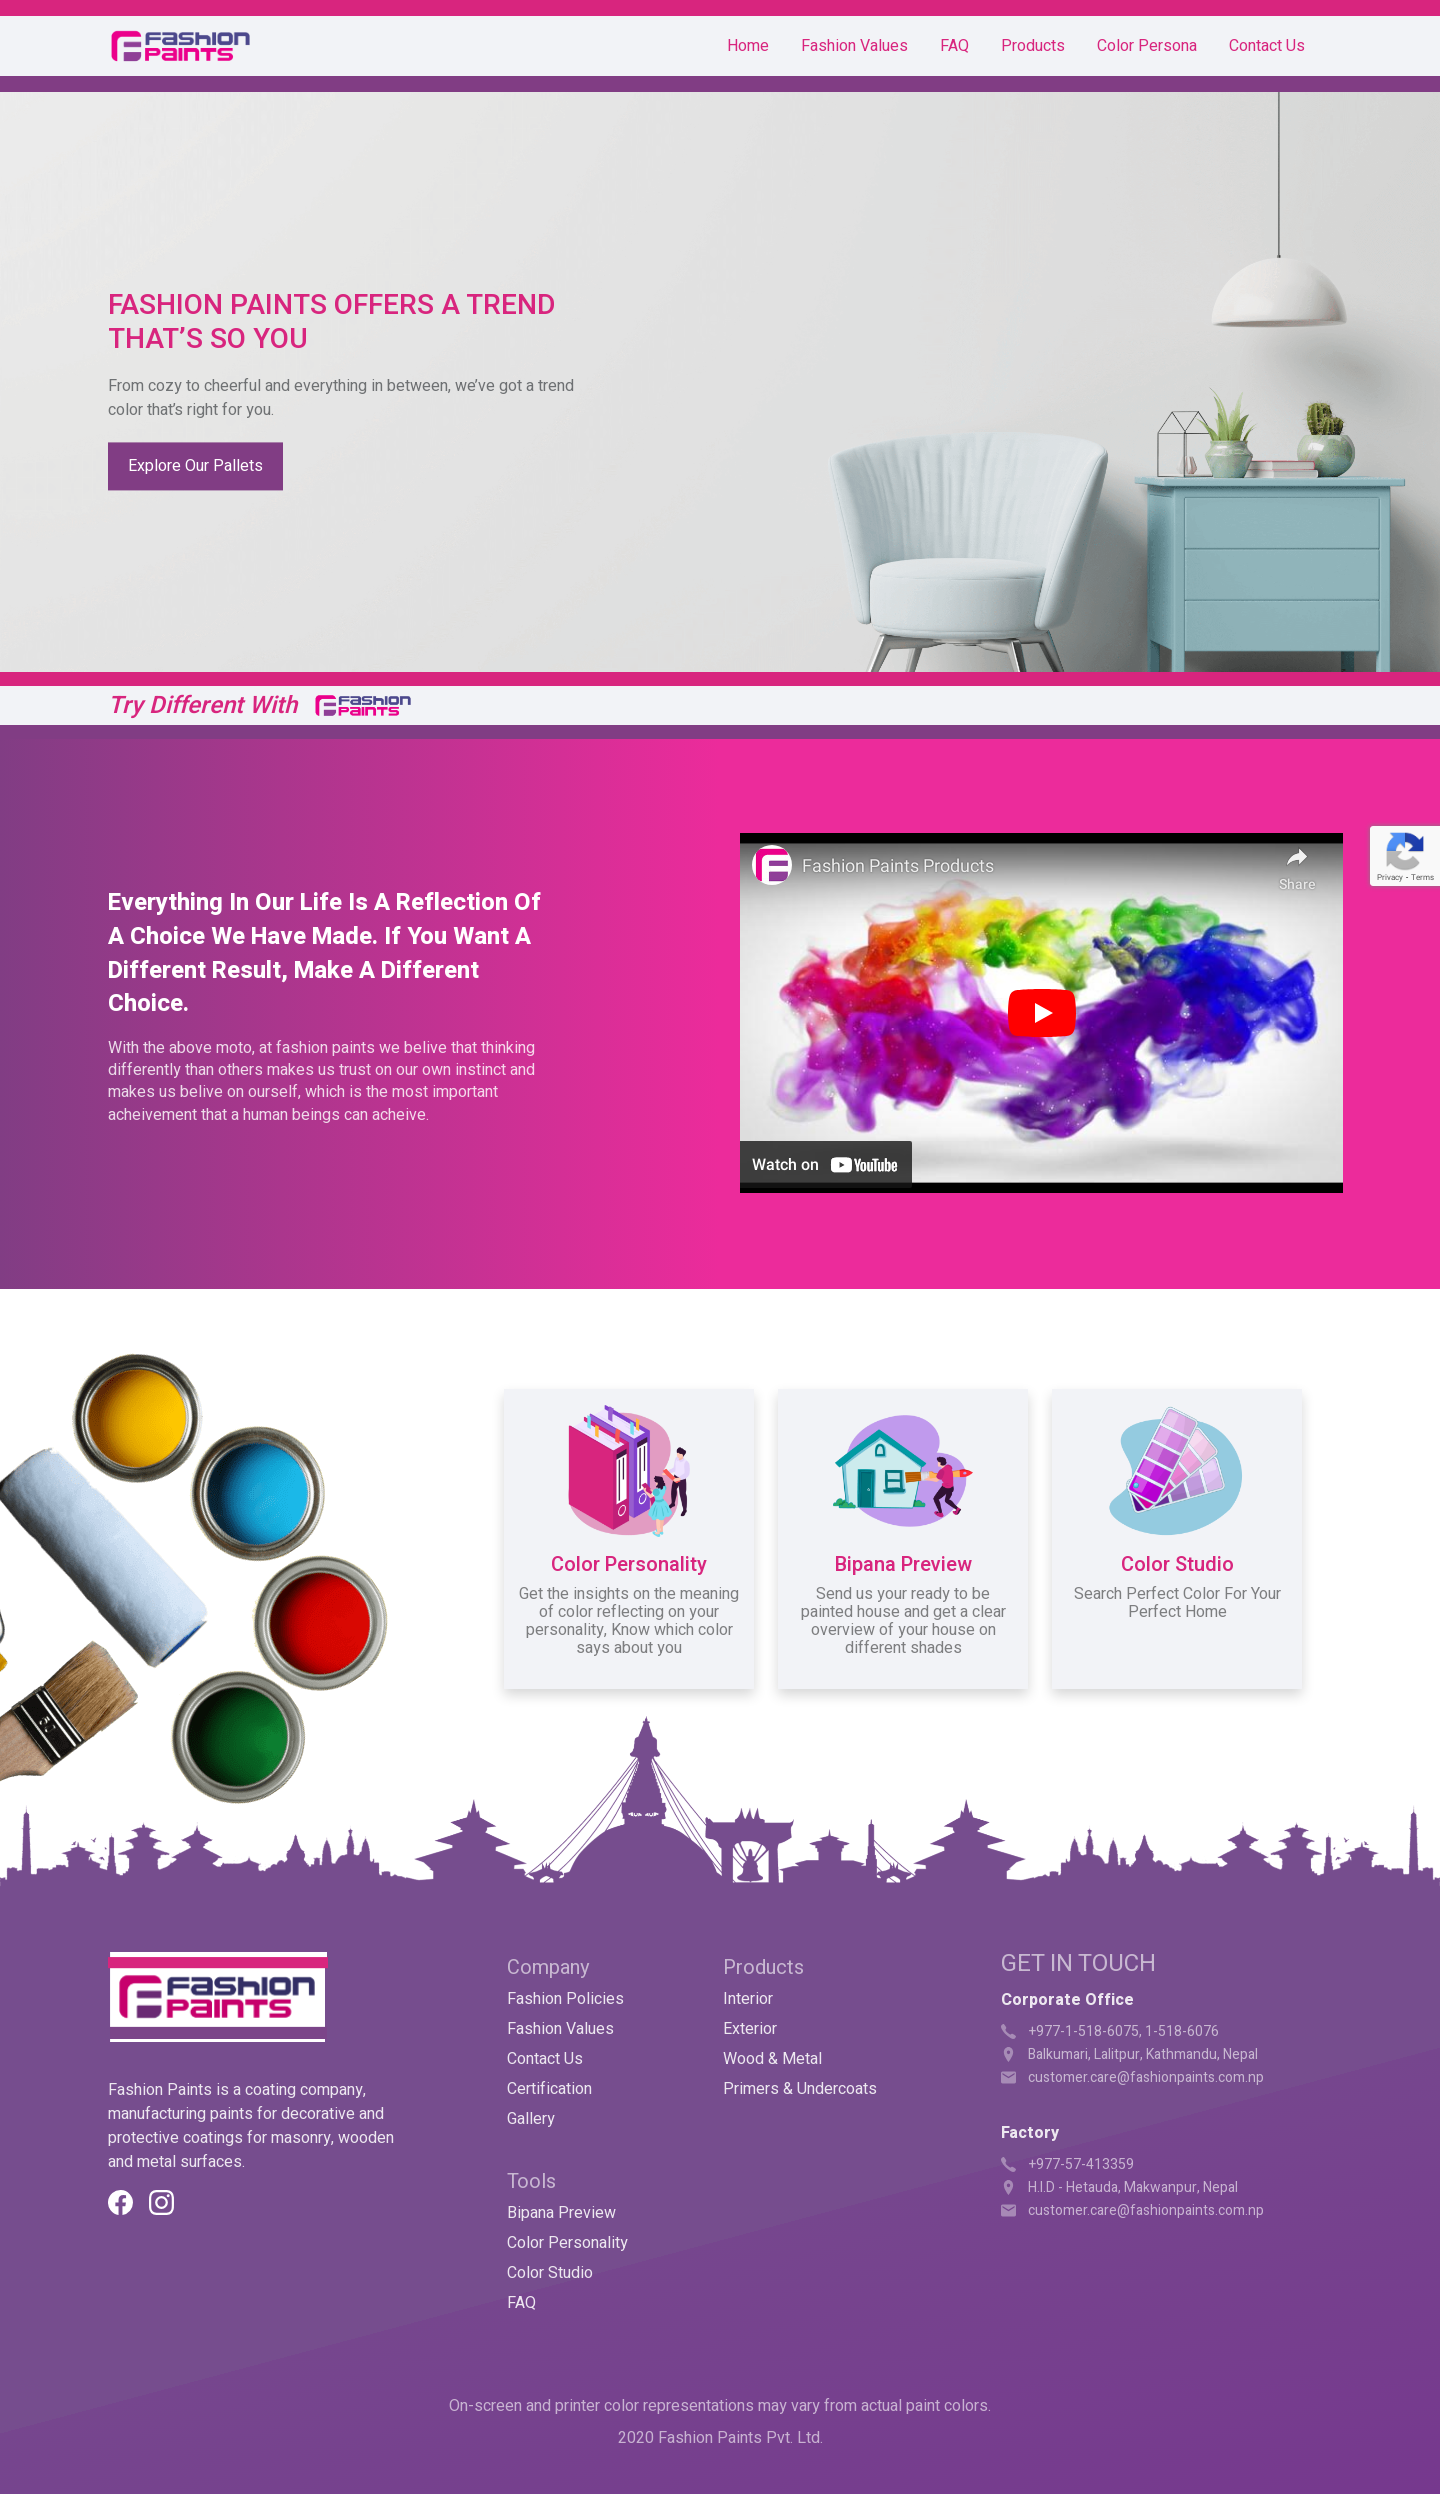 Fashion Paints
Home
Fashion Values
FAQ
Products
Color Persona
Contact Us
FASHION PAINTS OFFERS A TREND
THAT’S SO YOU
From cozy to cheerful and everything in between, we’ve got a trend
color that’s right for you.
Explore Our Pallets
Try Different With
Fashion Paints
Everything In Our Life Is A Reflection Of
A Choice We Have Made. If You Want A
Different Result, Make A Different
Choice.
With the above moto, at fashion paints we belive that thinking
differently than others makes us trust on our own instinct and
makes us belive on ourself, which is the most important
acheivement that a human beings can acheive.
Fashion Paints Products
Share
Watch on YouTube
Privacy - Terms
Color Personality
Get the insights on the meaning
of color reflecting on your
personality, Know which color
says about you
Bipana Preview
Send us your ready to be
painted house and get a clear
overview of your house on
different shades
Color Studio
Search Perfect Color For Your
Perfect Home
Fashion Paints
Fashion Paints is a coating company,
manufacturing paints for decorative and
protective coatings for masonry, wooden
and metal surfaces.
Company
Fashion Policies
Fashion Values
Contact Us
Certification
Gallery
Tools
Bipana Preview
Color Personality
Color Studio
FAQ
Products
Interior
Exterior
Wood & Metal
Primers & Undercoats
GET IN TOUCH
Corporate Office
+977-1-518-6075, 1-518-6076
Balkumari, Lalitpur, Kathmandu, Nepal
customer.care@fashionpaints.com.np
Factory
+977-57-413359
H.I.D - Hetauda, Makwanpur, Nepal
customer.care@fashionpaints.com.np
On-screen and printer color representations may vary from actual paint colors.
2020 Fashion Paints Pvt. Ltd.